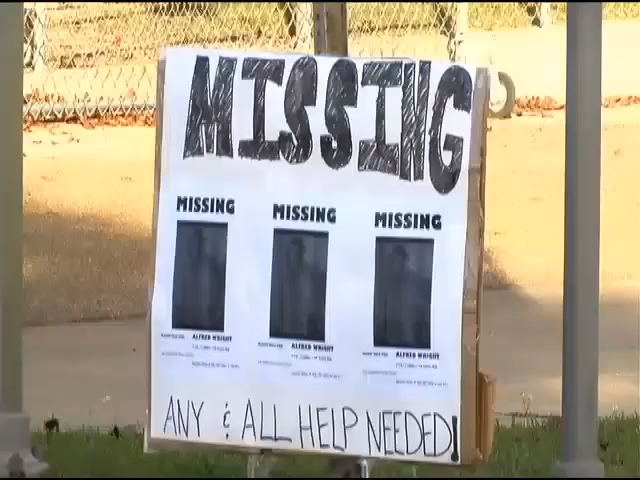 MISSING
MISSING MISSING MISSING
ALFRED WRIGHT ALFRED WRIGHT ALFRED WRIGHT
ANY & ALL HELP NEEDED!